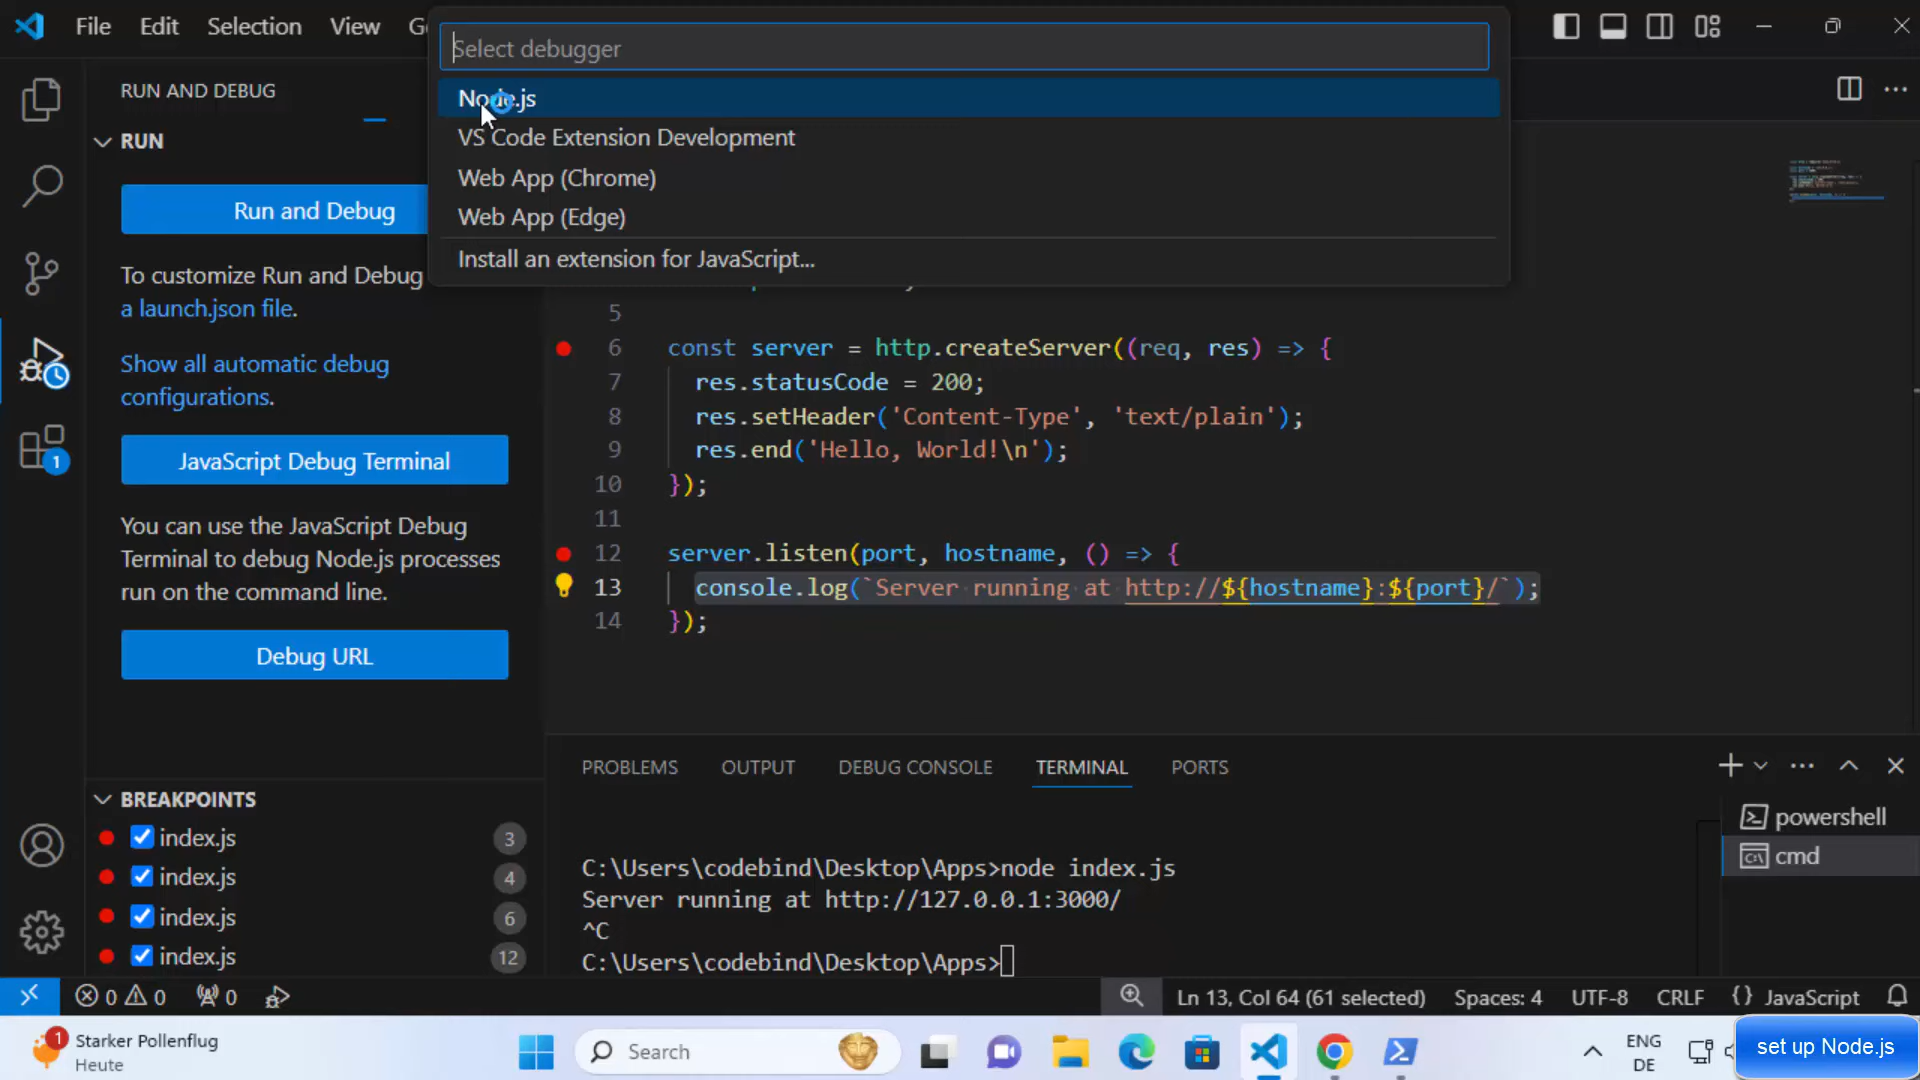 File Edit Selection View
Select debugger
Node.js
VS Code Extension Development
Web App (Chrome)
Web App (Edge)
Install an extension for JavaScript...
RUN AND DEBUG
RUN
Run and Debug
To customize Run and Debug
a launch.json file.
Show all automatic debug
configurations.
JavaScript Debug Terminal
You can use the JavaScript Debug
Terminal to debug Node.js processes
run on the command line.
Debug URL
BREAKPOINTS
index.js 3
index.js 4
index.js 6
index.js 12
1
5
6 const server = http.createServer((req, res) => {
7 res.statusCode = 200;
8 res.setHeader('Content-Type', 'text/plain');
9 res.end('Hello, World!\n');
10 });
11
12 server.listen(port, hostname, () => {
13 console.log(`Server running at http://${hostname}:${port}/`);
14 });
PROBLEMS OUTPUT DEBUG CONSOLE TERMINAL PORTS
C:\Users\codebind\Desktop\Apps>node index.js
Server running at http://127.0.0.1:3000/
^C
C:\Users\codebind\Desktop\Apps>
powershell
cmd
0 0 0 Ln 13, Col 64 (61 selected) Spaces: 4 UTF-8 CRLF {} JavaScript
1 Starker Pollenflug
Heute
Search
ENG
DE
set up Node.js